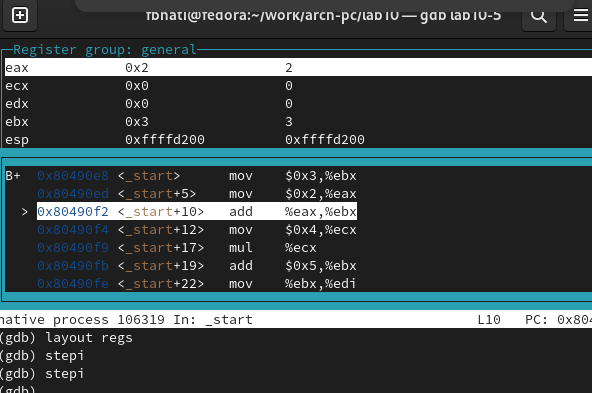 fbnati@fedora:~/work/arch-pc/lab10 — gdb lab10-5
Register group: general
eax 0x2 2
ecx 0x0 0
edx 0x0 0
ebx 0x3 3
esp 0xffffd200 0xffffd200
B+ 0x80490e8 <_start> mov $0x3,%ebx
0x80490ed <_start+5> mov $0x2,%eax
> 0x80490f2 <_start+10> add %eax,%ebx
0x80490f4 <_start+12> mov $0x4,%ecx
0x80490f9 <_start+17> mul %ecx
0x80490fb <_start+19> add $0x5,%ebx
0x80490fe <_start+22> mov %ebx,%edi
native process 106319 In: _start L10 PC: 0x804
(gdb) layout regs
(gdb) stepi
(gdb) stepi
(gdb)